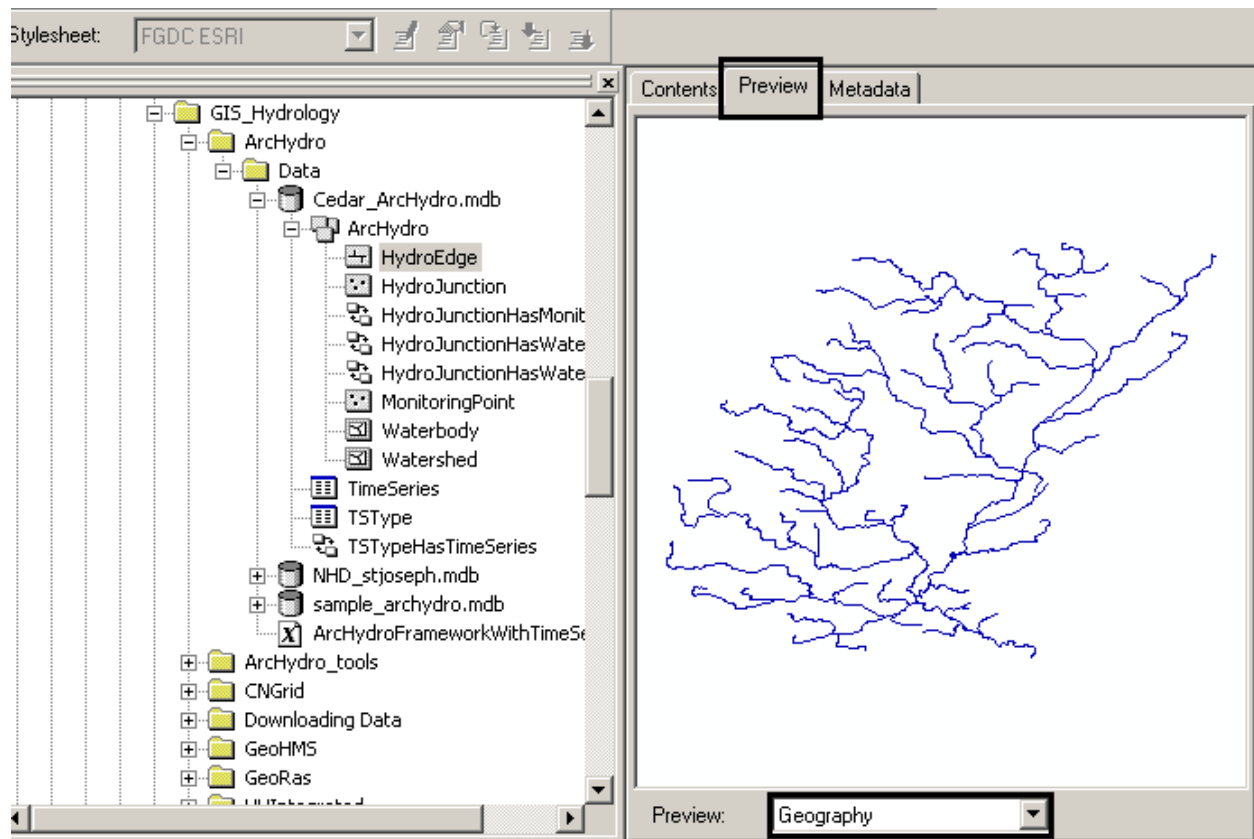 Stylesheet: FGDC ESRI
Contents Preview Metadata
GIS_Hydrology
ArcHydro
Data
Cedar_ArcHydro.mdb
ArcHydro
HydroEdge
HydroJunction
HydroJunctionHasMonit
HydroJunctionHasWate
HydroJunctionHasWate
MonitoringPoint
Waterbody
Watershed
TimeSeries
TSType
TSTypeHasTimeSeries
NHD_stjoseph.mdb
sample_archydro.mdb
ArcHydroFrameworkWithTimeSe
ArcHydro_tools
CNGrid
Downloading Data
GeoHMS
GeoRas
Preview: Geography